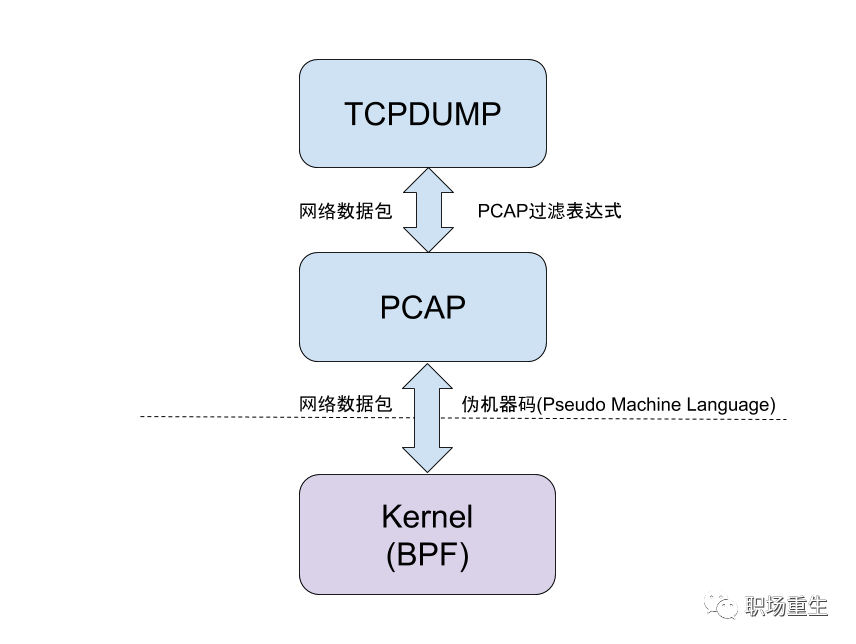 TCPDUMP
网络数据包
PCAP过滤表达式
PCAP
网络数据包
伪机器码(Pseudo Machine Language)
Kernel
(BPF)
职场重生